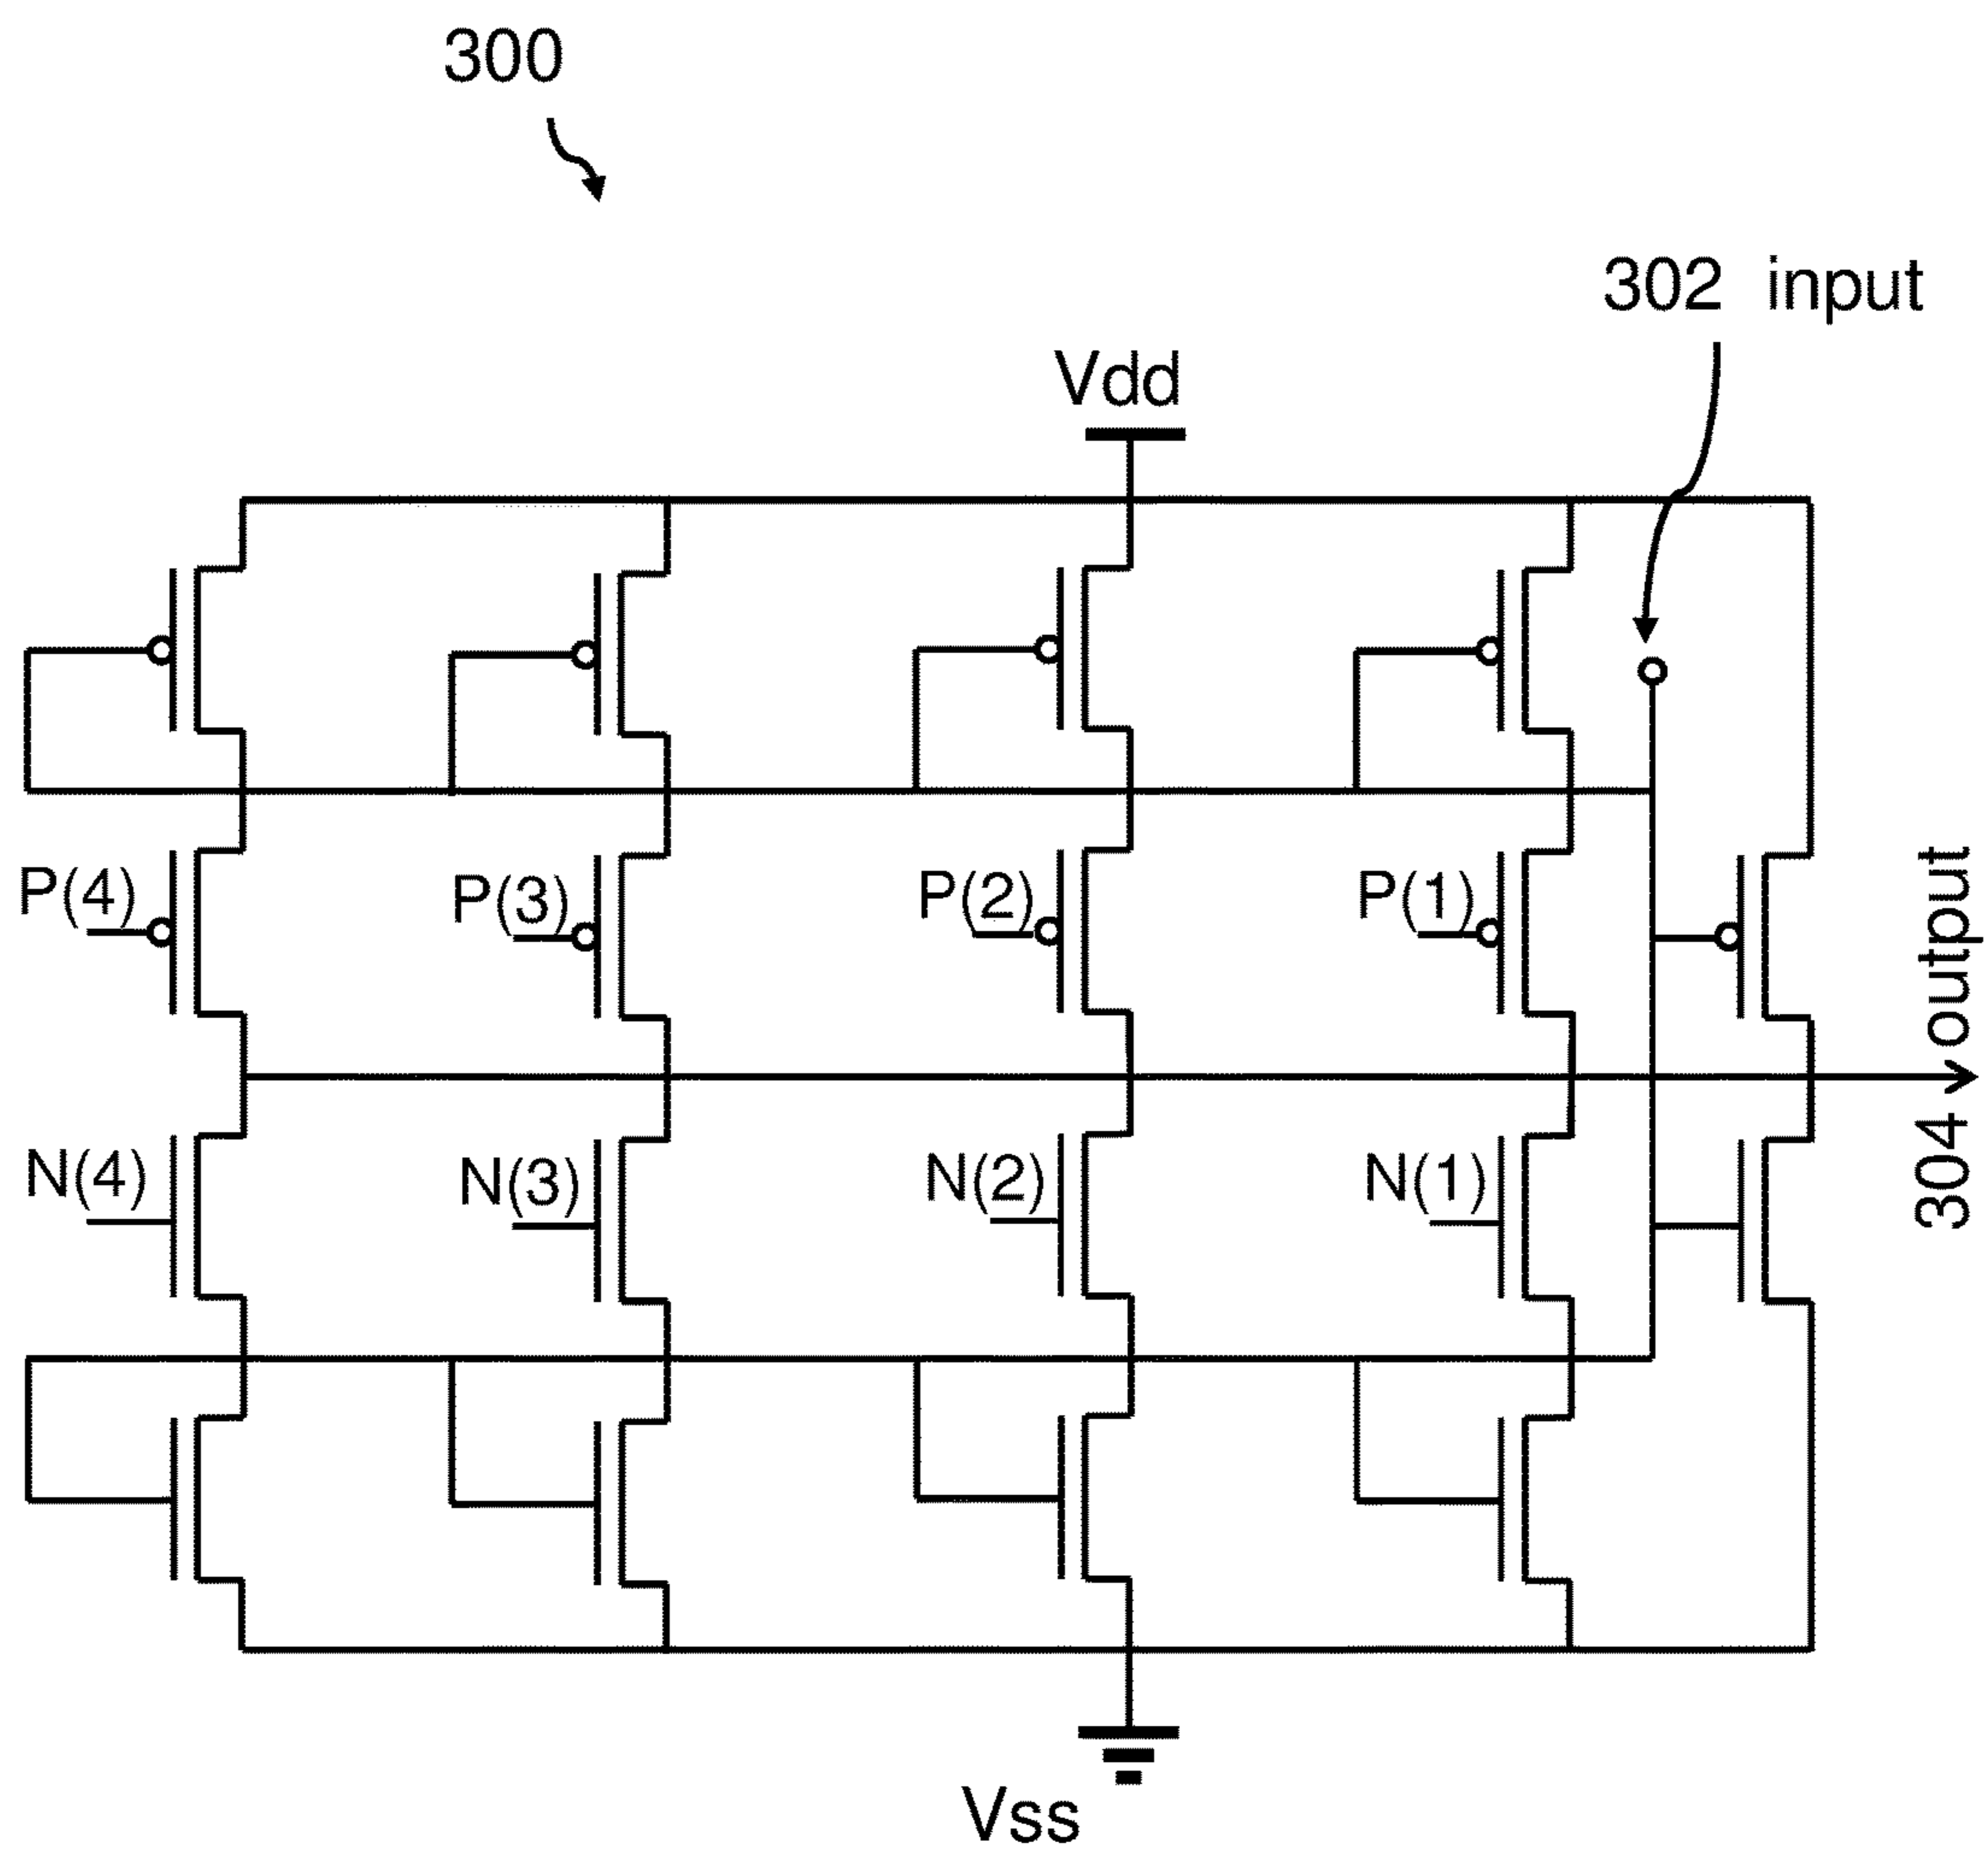 300
302 input
Vdd
P(4)
P(3)
P(2)
P(1)
304 output
N(4)
N(3)
N(2)
N(1)
Vss